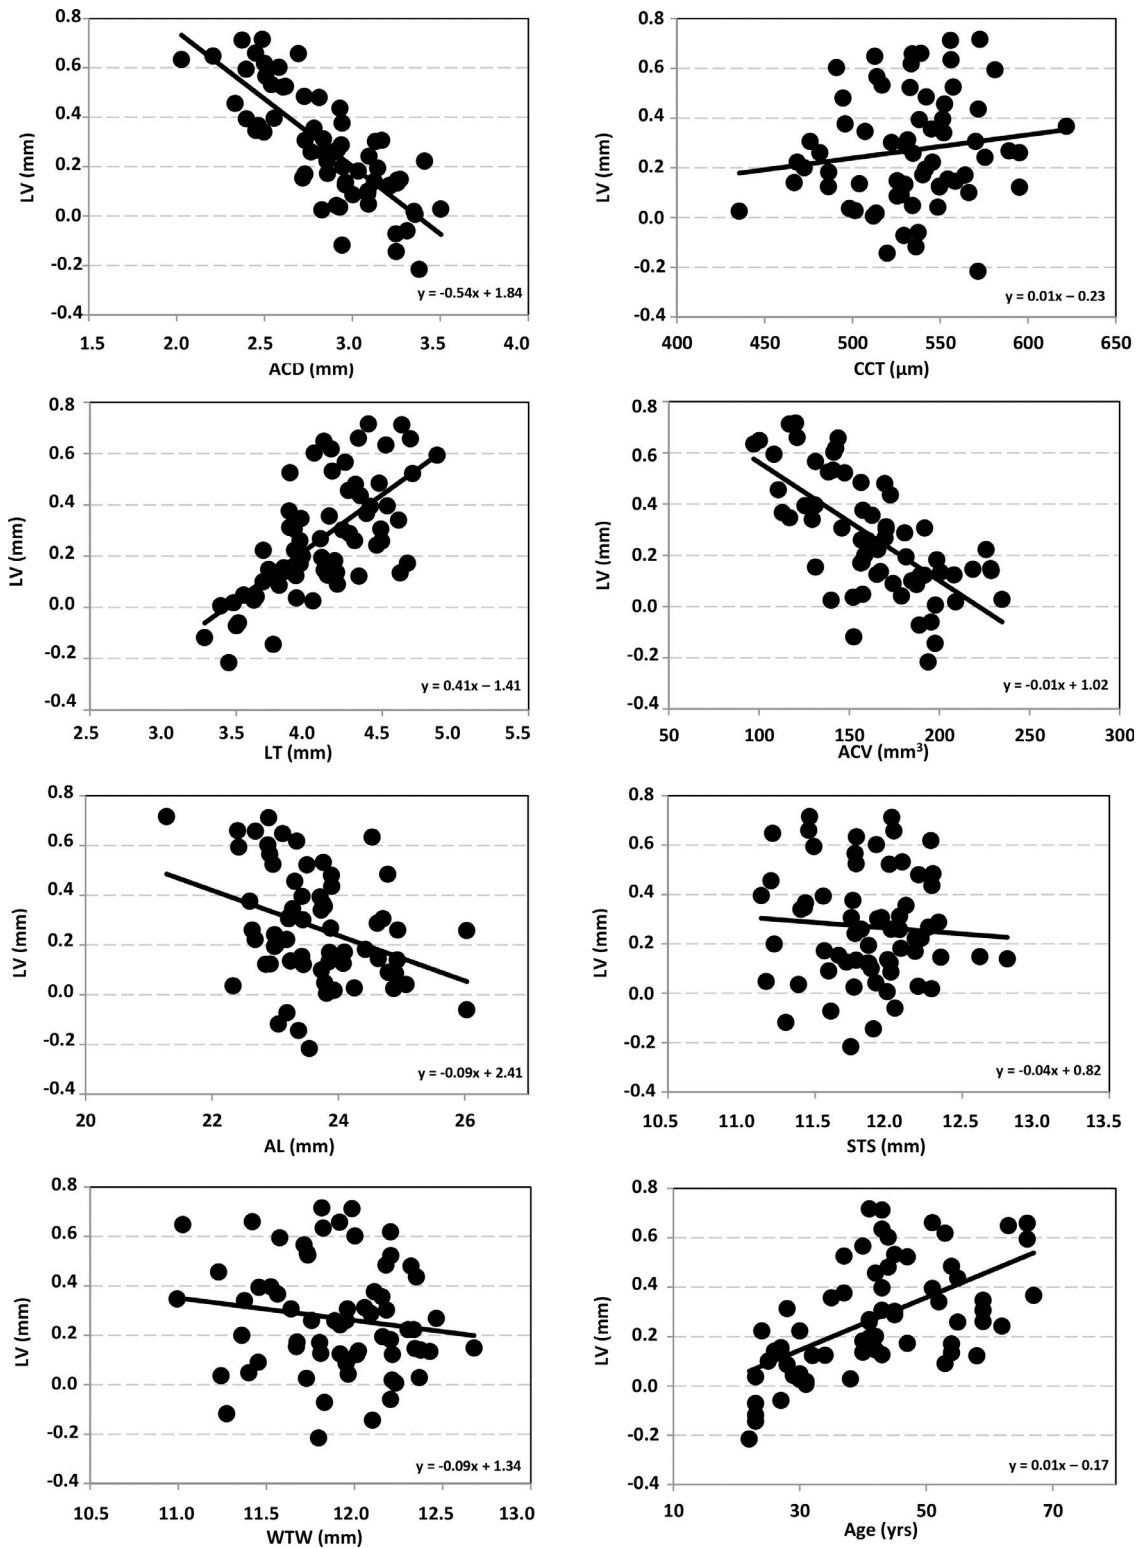 0.8
0.6
0.4
0.2
0.0
-0.2
-0.4
LV (mm)
y = -0.54x + 1.84
1.5 2.0 2.5 3.0 3.5 4.0
ACD (mm)
0.8
0.6
0.4
0.2
0.0
-0.2
-0.4
LV (mm)
y = 0.01x – 0.23
400 450 500 550 600 650
CCT (μm)
0.8
0.6
0.4
0.2
0.0
-0.2
-0.4
LV (mm)
y = 0.41x – 1.41
2.5 3.0 3.5 4.0 4.5 5.0 5.5
LT (mm)
0.8
0.6
0.4
0.2
0.0
-0.2
-0.4
LV (mm)
y = -0.01x + 1.02
50 100 150 200 250 300
ACV (mm³)
0.8
0.6
0.4
0.2
0.0
-0.2
-0.4
LV (mm)
y = -0.09x + 2.41
20 22 24 26
AL (mm)
0.8
0.6
0.4
0.2
0.0
-0.2
-0.4
LV (mm)
y = -0.04x + 0.82
10.5 11.0 11.5 12.0 12.5 13.0 13.5
STS (mm)
0.8
0.6
0.4
0.2
0.0
-0.2
-0.4
LV (mm)
y = -0.09x + 1.34
10.5 11.0 11.5 12.0 12.5 13.0
WTW (mm)
0.8
0.6
0.4
0.2
0.0
-0.2
-0.4
LV (mm)
y = 0.01x – 0.17
10 30 50 70
Age (yrs)